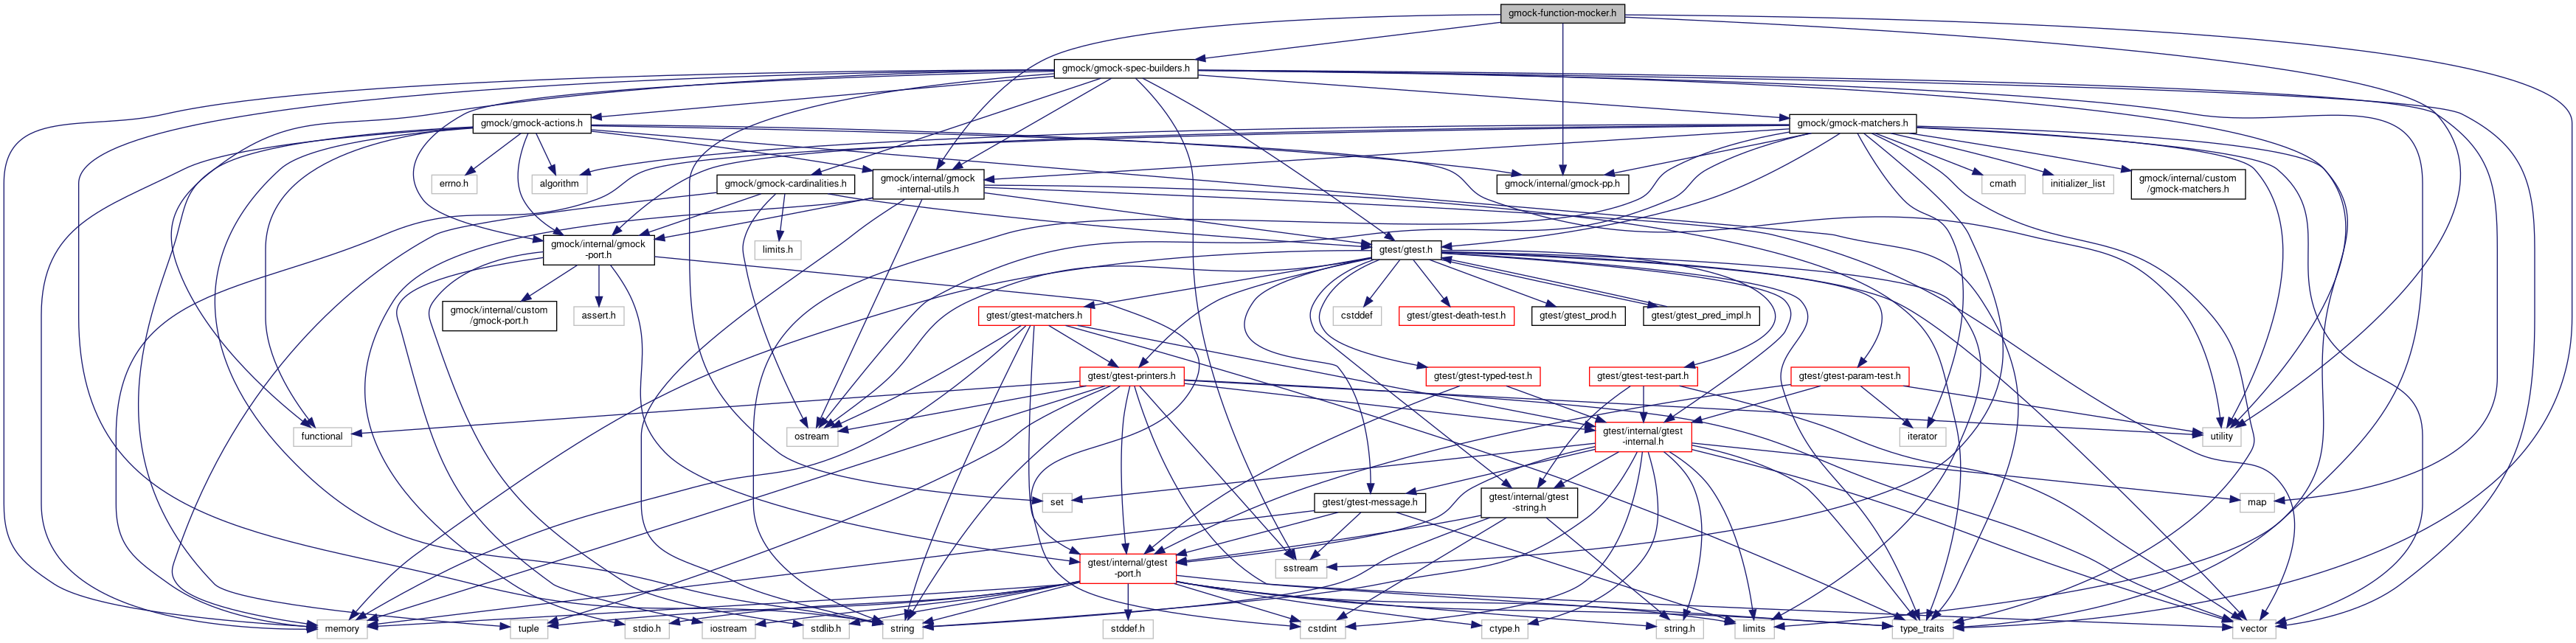 gmock-function-mocker.h
gmock/gmock-spec-builders.h
gmock/gmock-actions.h
gmock/gmock-matchers.h
errno.h
algorithm
gmock/gmock-cardinalities.h
gmock/internal/gmock
-internal-utils.h
gmock/internal/gmock-pp.h
cmath
initializer_list
gmock/internal/custom
/gmock-matchers.h
gmock/internal/gmock
-port.h
limits.h
gtest/gtest.h
gmock/internal/custom
/gmock-port.h
assert.h
gtest/gtest-matchers.h
cstddef
gtest/gtest-death-test.h
gtest/gtest_prod.h
gtest/gtest_pred_impl.h
gtest/gtest-printers.h
gtest/gtest-typed-test.h
gtest/gtest-test-part.h
gtest/gtest-param-test.h
functional
ostream
gtest/internal/gtest
-internal.h
iterator
utility
set
gtest/gtest-message.h
gtest/internal/gtest
-string.h
map
gtest/internal/gtest
-port.h
sstream
memory
tuple
stdio.h
iostream
stdlib.h
string
stddef.h
cstdint
ctype.h
string.h
limits
type_traits
vector